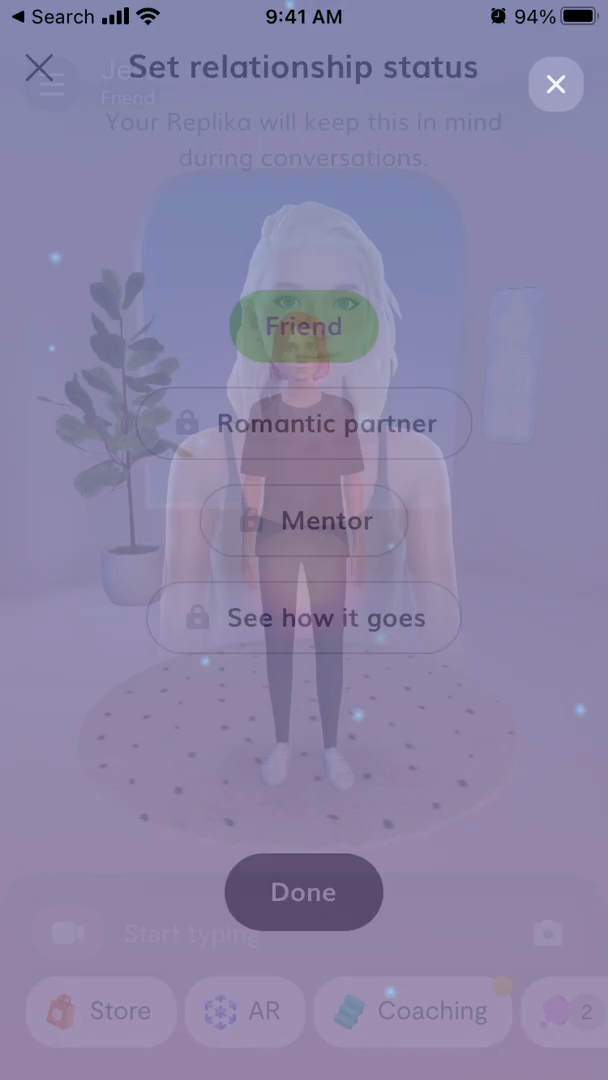 Search
9:41 AM
94%
Set relationship status
Friend
Your Replika will keep this in mind
during conversations.
Friend
Romantic partner
Mentor
See how it goes
Done
Start typing
Store
AR
Coaching
2